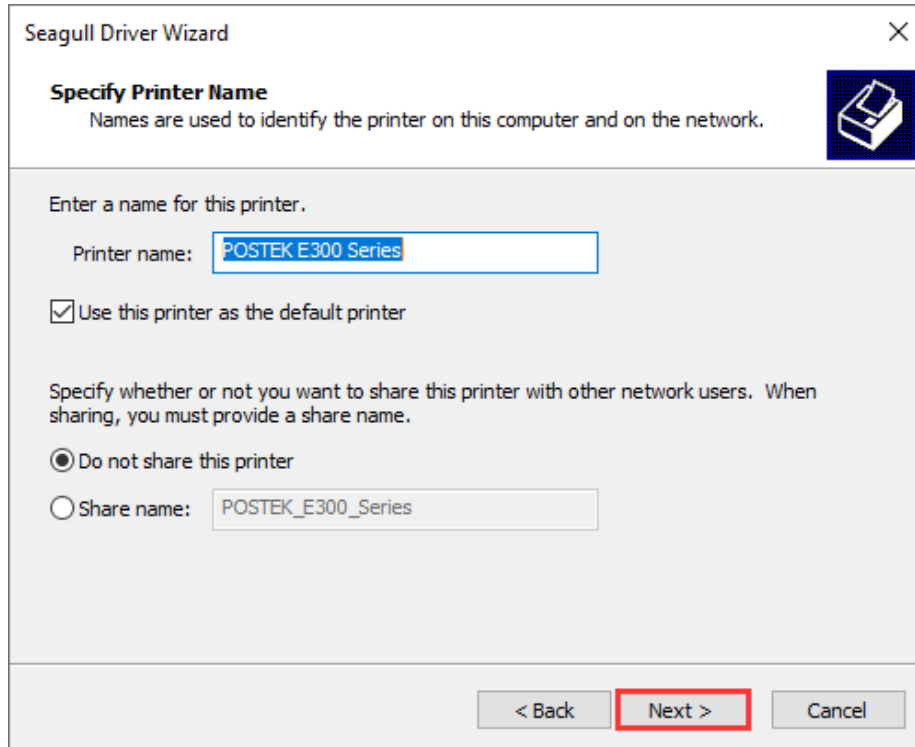 Seagull Driver Wizard
Specify Printer Name
Names are used to identify the printer on this computer and on the network.
Enter a name for this printer.
Printer name: POSTEK E300 Series
Use this printer as the default printer
Specify whether or not you want to share this printer with other network users. When
sharing, you must provide a share name.
Do not share this printer
Share name: POSTEK_E300_Series
< Back Next > Cancel